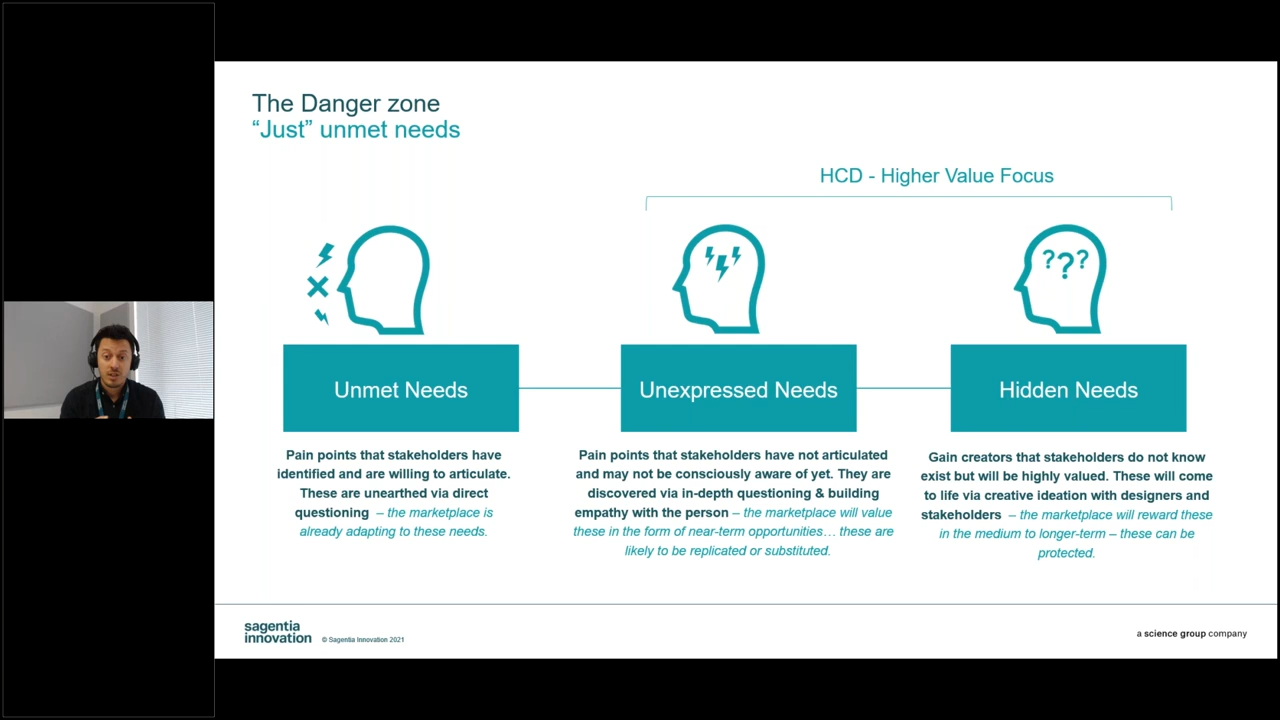 The Danger zone
“Just” unmet needs
HCD - Higher Value Focus
???
Unmet Needs
Unexpressed Needs
Hidden Needs
Pain points that stakeholders have
identified and are willing to articulate.
These are unearthed via direct
questioning – the marketplace is
already adapting to these needs.
Pain points that stakeholders have not articulated
and may not be consciously aware of yet. They are
discovered via in-depth questioning & building
empathy with the person – the marketplace will value
these in the form of near-term opportunities… these are
likely to be replicated or substituted.
Gain creators that stakeholders do not know
exist but will be highly valued. These will come
to life via creative ideation with designers and
stakeholders – the marketplace will reward these
in the medium to longer-term – these can be
protected.
sagentia
innovation
© Sagentia Innovation 2021
a science group company